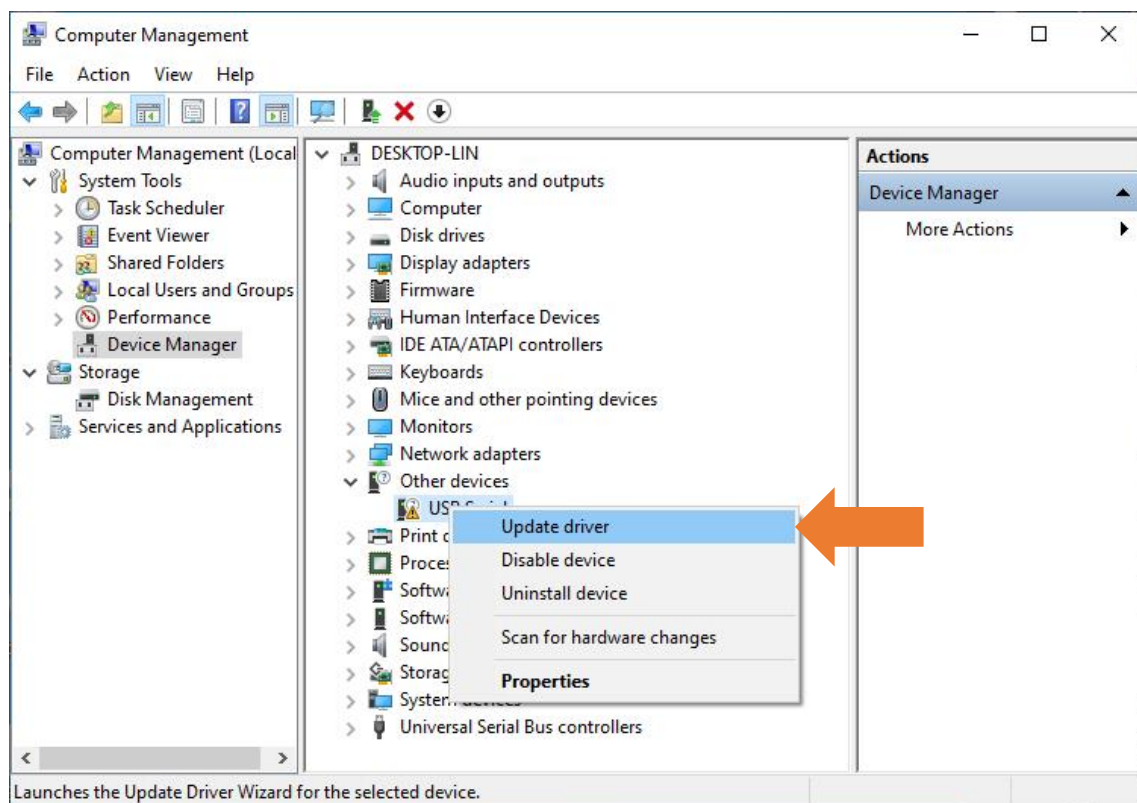 Computer Management
File Action View Help
Computer Management (Local
System Tools
Task Scheduler
Event Viewer
Shared Folders
Local Users and Groups
Performance
Device Manager
Storage
Disk Management
Services and Applications
DESKTOP-LIN
Audio inputs and outputs
Computer
Disk drives
Display adapters
Firmware
Human Interface Devices
IDE ATA/ATAPI controllers
Keyboards
Mice and other pointing devices
Monitors
Network adapters
Other devices
Print
System devices
Universal Serial Bus controllers
Update driver
Disable device
Uninstall device
Scan for hardware changes
Properties
Actions
Device Manager
More Actions
Launches the Update Driver Wizard for the selected device.